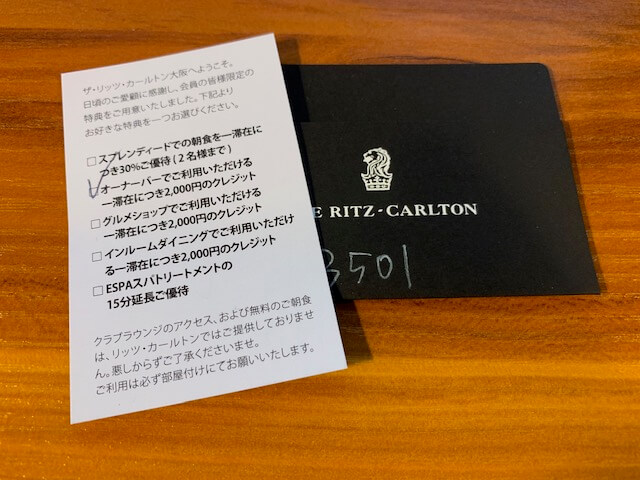 ザ・リッツ・カールトン大阪へようこそ。
日頃のご愛顧に感謝し、会員の皆様限定の
特典をご用意いたしました。下記より
お好きな特典を一つお選びください。
□ スプレンディードでの朝食を一滞在に
つき30%ご優待(2名様まで)
オーナーバーでご利用いただける
一滞在につき2,000円のクレジット
□ グルメショップでご利用いただける
一滞在につき2,000円のクレジット
□ インルームダイニングでご利用いただけ
る一滞在につき2,000円のクレジット
□ ESPAスパトリートメントの
15分延長ご優待
クラブラウンジのアクセス、および無料のご朝食
は、リッツ・カールトンではご提供しておりませ
ん。悪しからずご了承くださいませ。
ご利用は必ず部屋付けにてお願いいたします。
E RITZ-CARLTON
3501